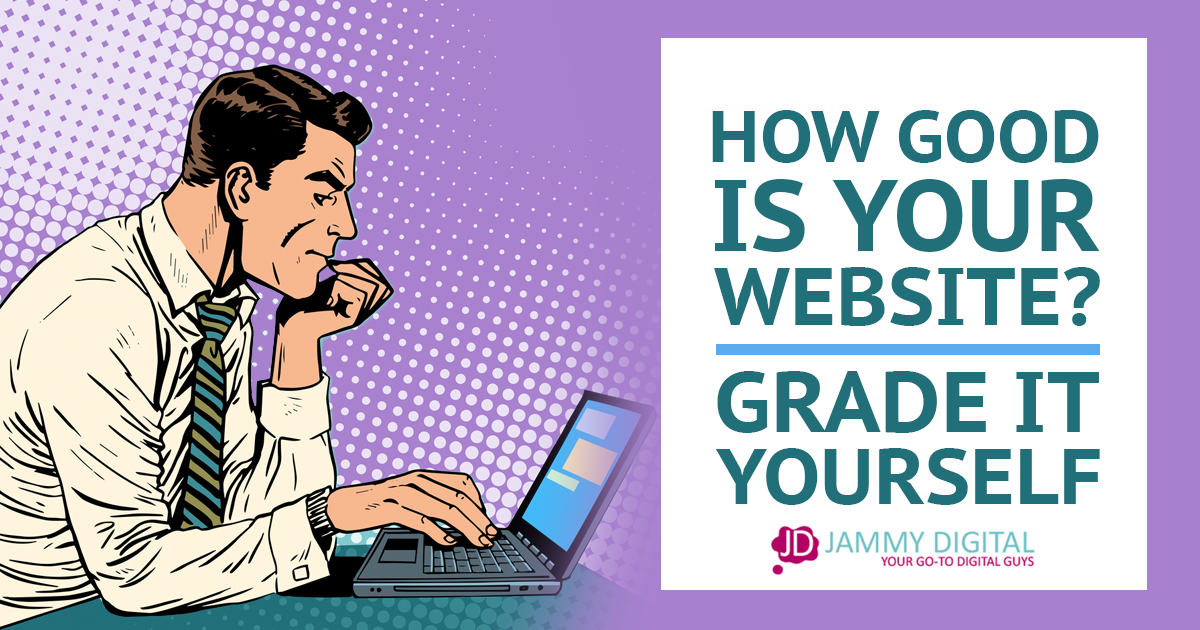 HOW GOOD
IS YOUR
WEBSITE?
GRADE IT
YOURSELF
JD JAMMY DIGITAL
YOUR GO-TO DIGITAL GUYS